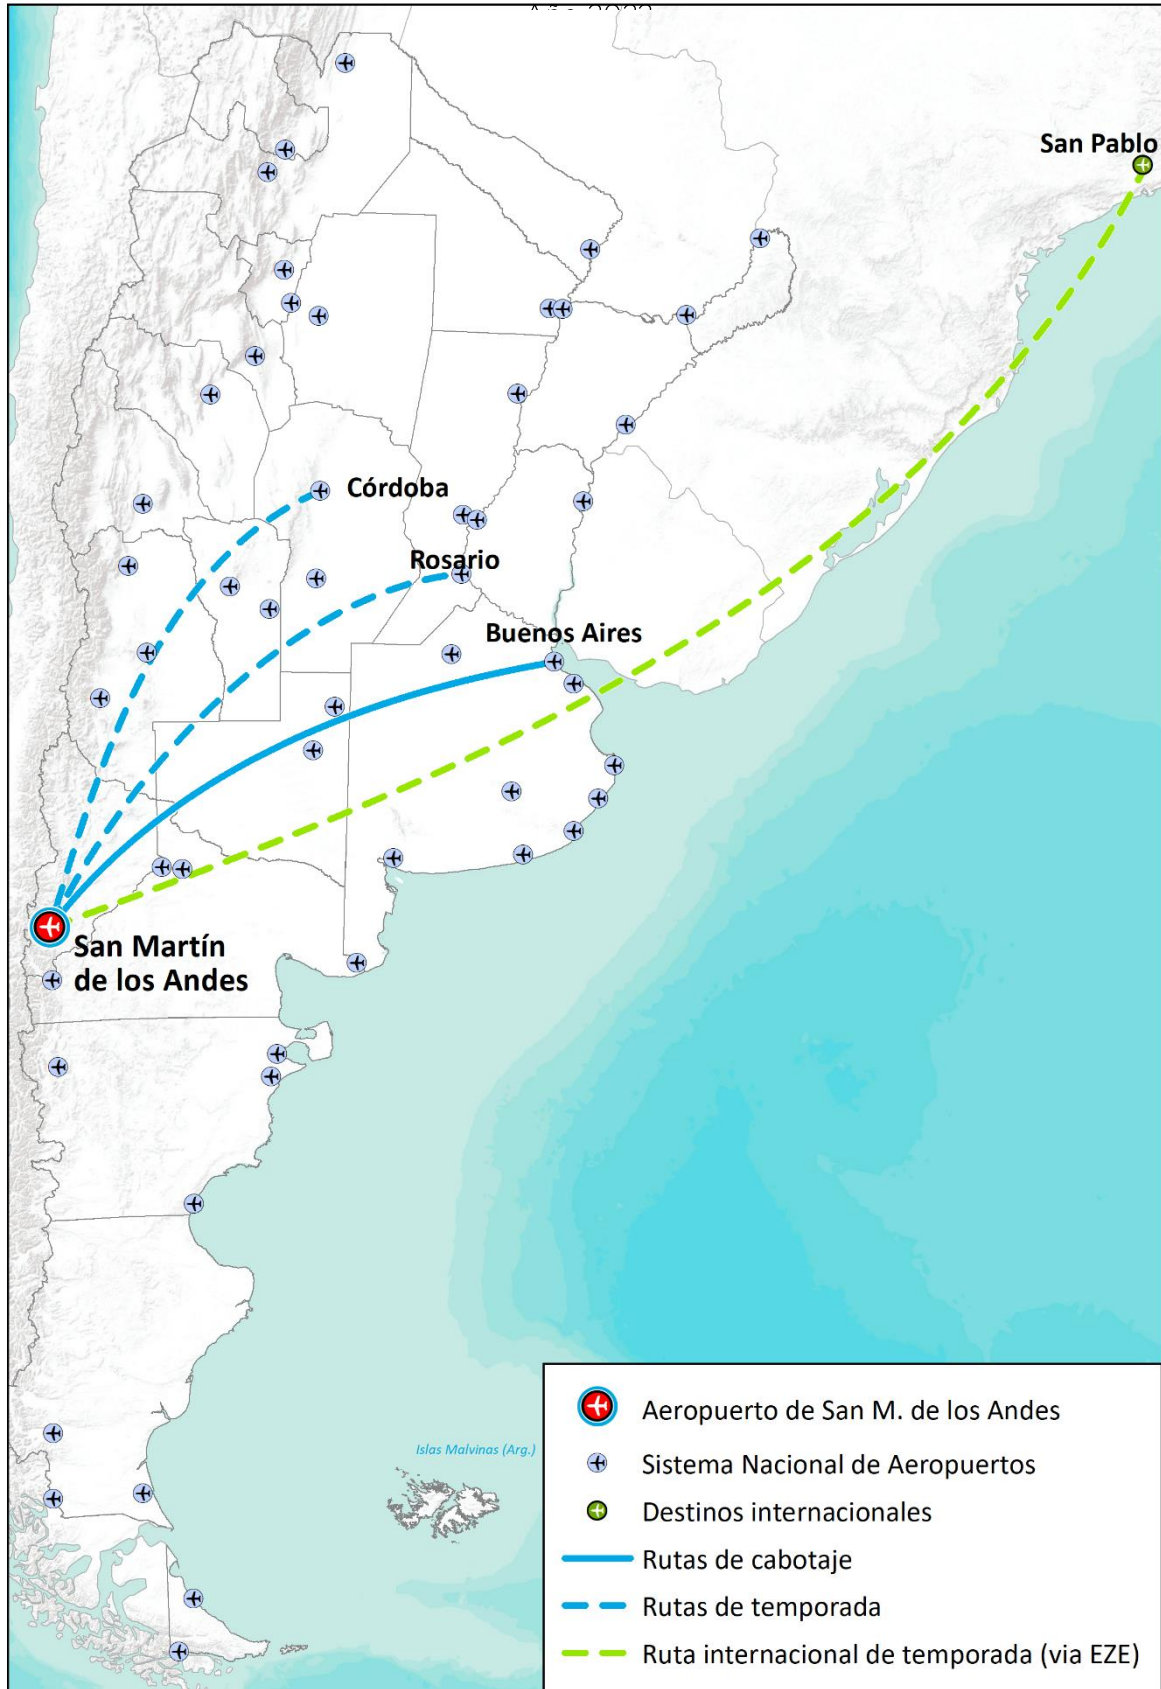 San Pablo
Córdoba
Rosario
Buenos Aires
San Martín
de los Andes
Islas Malvinas (Arg.)
Aeropuerto de San M. de los Andes
Sistema Nacional de Aeropuertos
Destinos internacionales
Rutas de cabotaje
Rutas de temporada
Ruta internacional de temporada (via EZE)